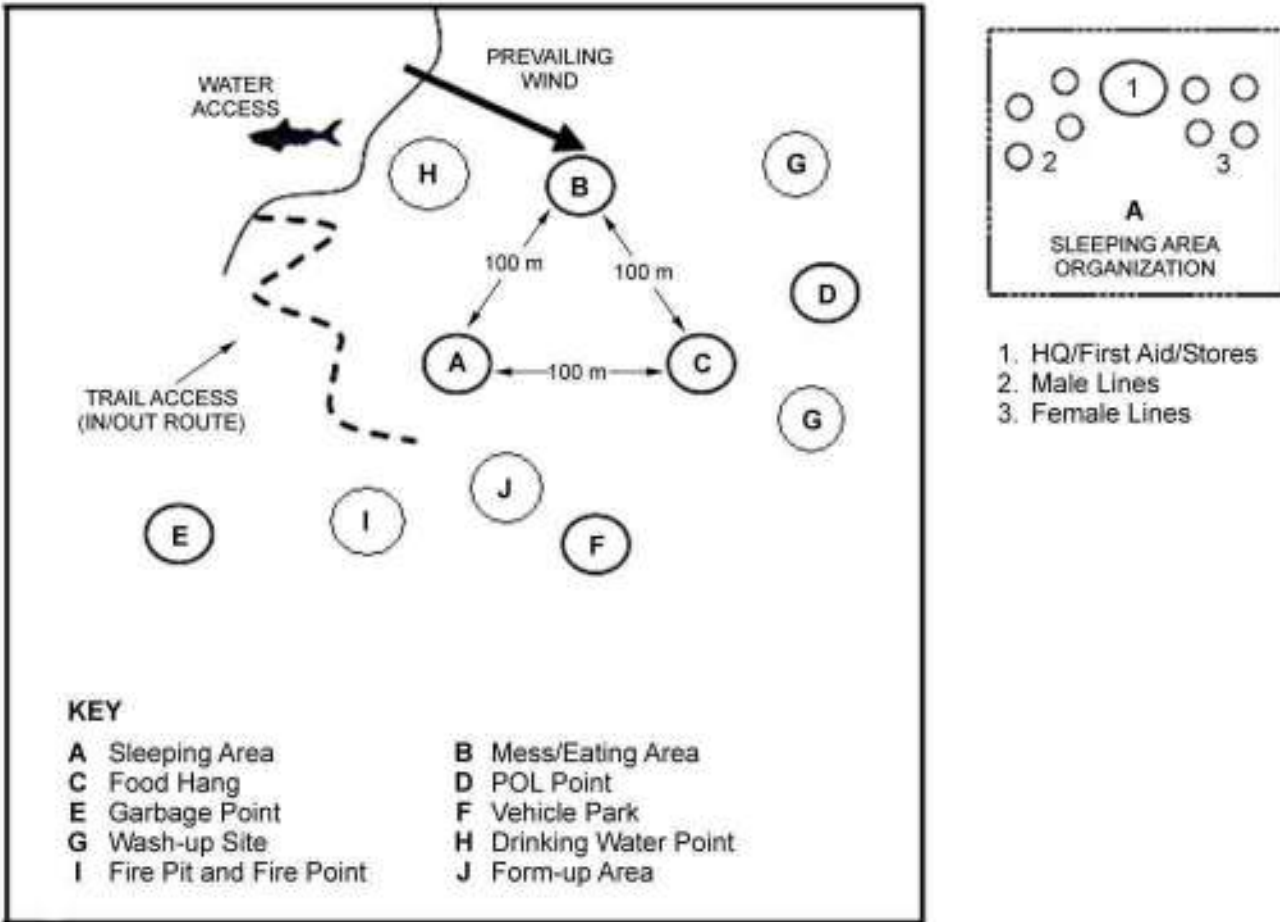 PREVAILING
WIND
WATER
ACCESS
H
B
G
1
2
3
A
SLEEPING AREA
ORGANIZATION
100 m
100 m
D
A
100 m
C
1. HQ/First Aid/Stores
2. Male Lines
3. Female Lines
TRAIL ACCESS
(IN/OUT ROUTE)
G
J
I
E
F
KEY
A Sleeping Area
B Mess/Eating Area
C Food Hang
D POL Point
E Garbage Point
F Vehicle Park
G Wash-up Site
H Drinking Water Point
I Fire Pit and Fire Point
J Form-up Area